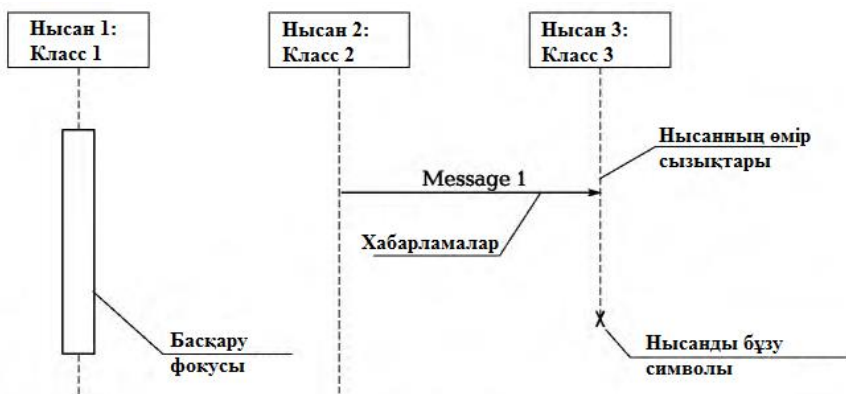 Нысан 1:
Класс 1
Нысан 2:
Класс 2
Нысан 3:
Класс 3
Нысанның өмір
сызықтары
Message 1
Хабарламалар
Басқару
фокусы
Нысанды бұзу
символы